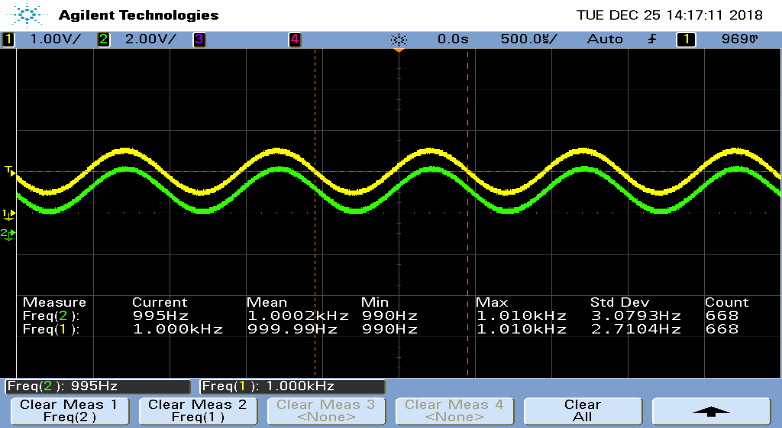 Agilent Technologies TUE DEC 25 14:17:11 2018
1 1.00V/ 2 2.00V/ 3 4 0.0s 500.0㎲/ Auto 1 969㎷
T
1
2
Measure Current Mean Min Max Std Dev Count
Freq(2): 995Hz 1.0002kHz 990Hz 1.010kHz 3.0793Hz 668
Freq(1): 1.000kHz 999.99Hz 990Hz 1.010kHz 2.7104Hz 668
Freq(2): 995Hz Freq(1): 1.000kHz
Clear Meas 1 Clear Meas 2 Clear Meas 3 Clear Meas 4 Clear
Freq(2) Freq(1) <None> <None> All